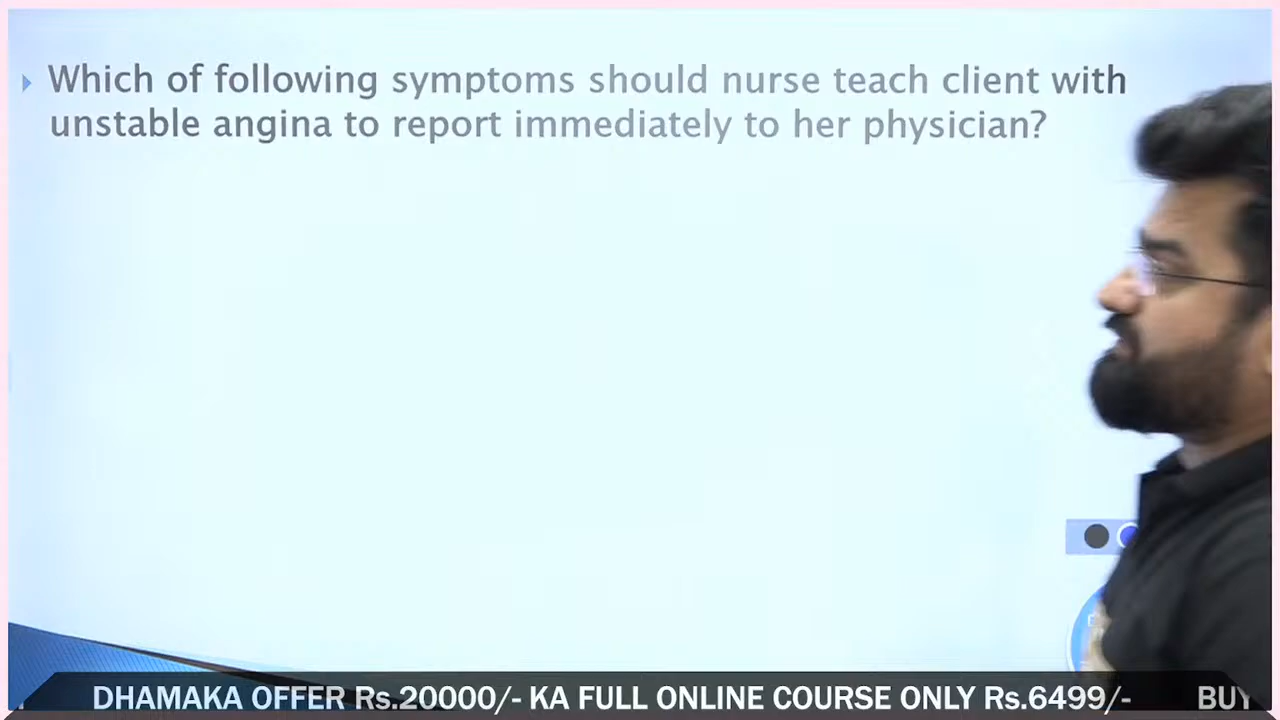 Which of following symptoms should nurse teach client with
unstable angina to report immediately to her physician?
DHAMAKA OFFER Rs.20000/- KA FULL ONLINE COURSE ONLY Rs.6499/- BUY